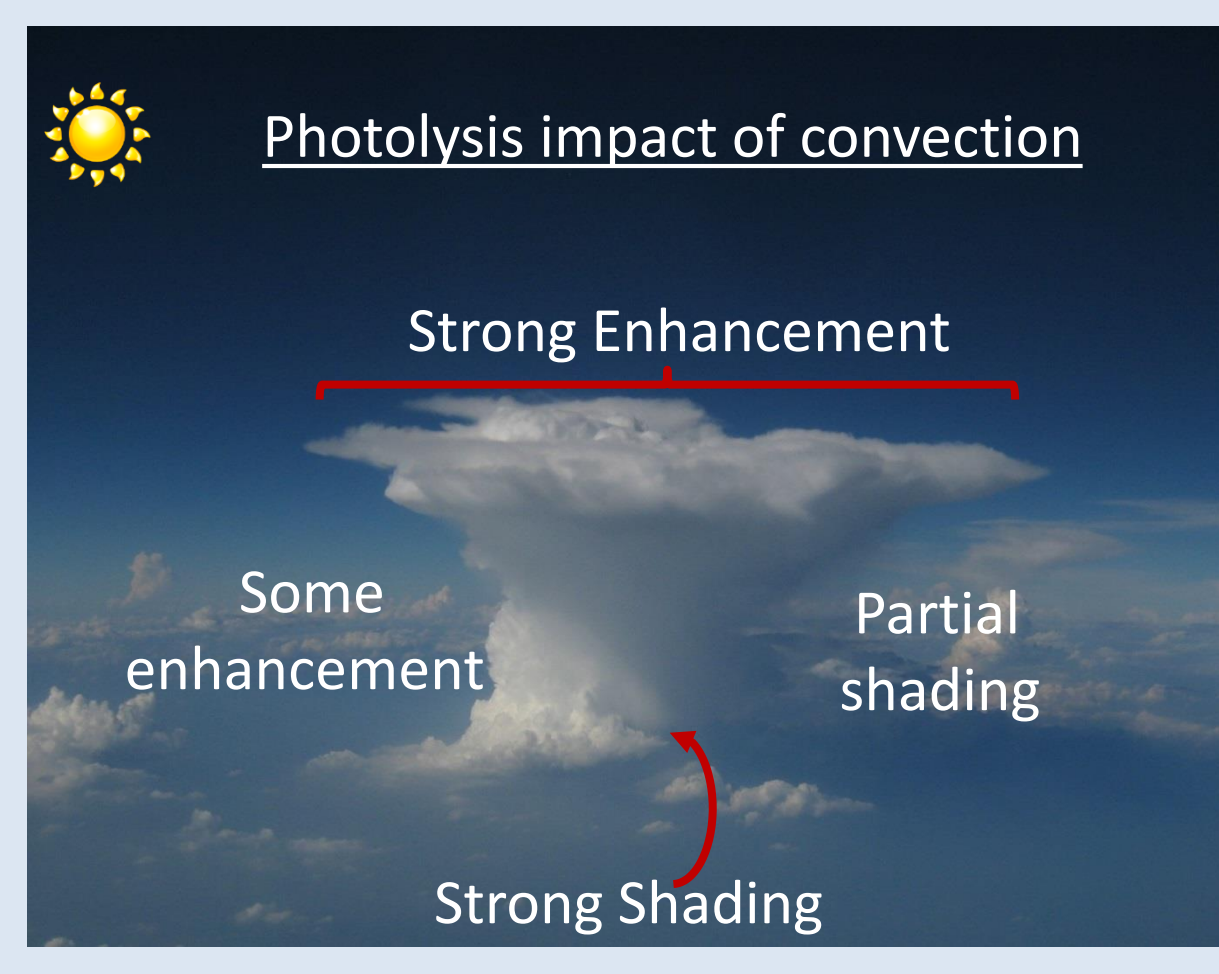 Photolysis impact of convection
Strong Enhancement
Some
enhancement
Partial
shading
Strong Shading